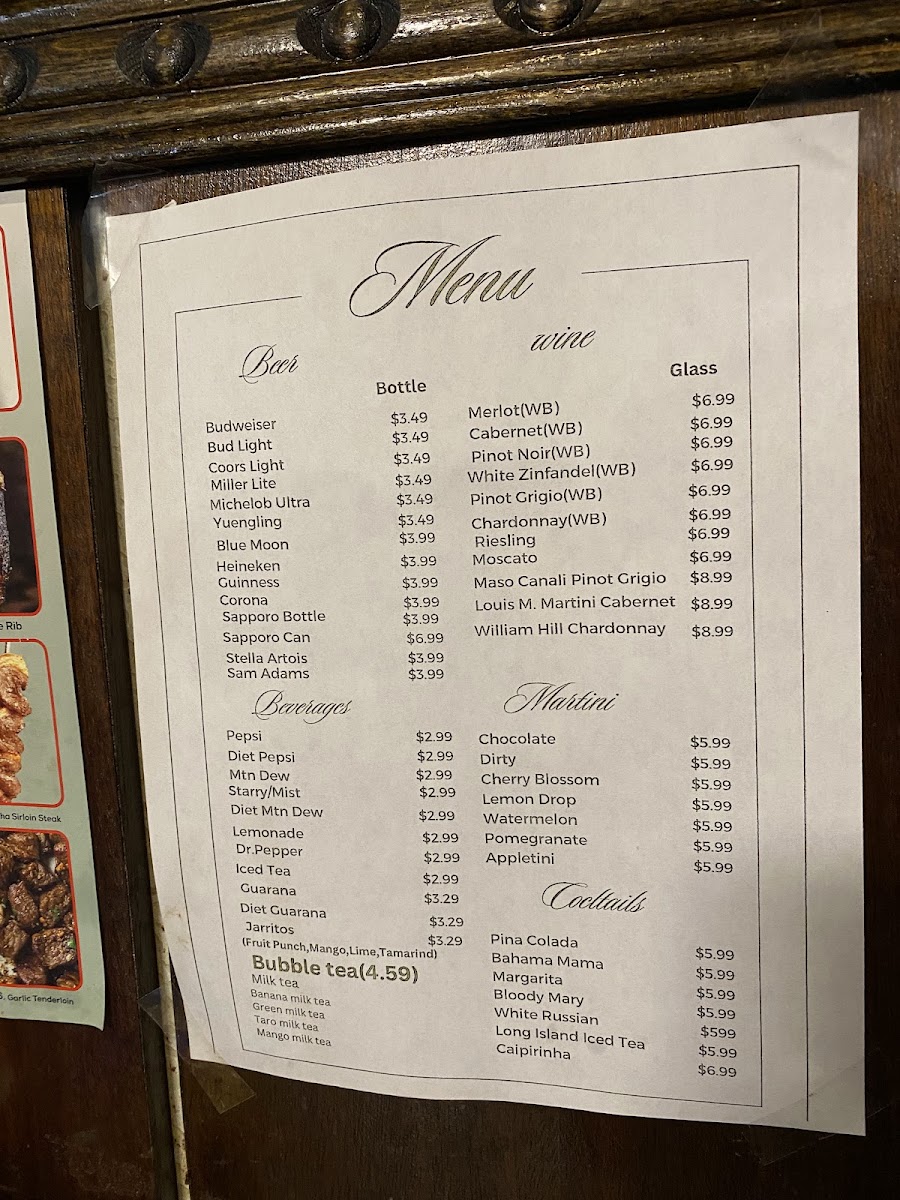 Menu
Beer
Bottle
Budweiser $3.49
Bud Light $3.49
Coors Light $3.49
Miller Lite $3.49
Michelob Ultra $3.49
Yuengling $3.49
Blue Moon $3.99
Heineken $3.99
Guinness $3.99
Corona $3.99
Sapporo Bottle $3.99
Sapporo Can $6.99
Stella Artois $3.99
Sam Adams $3.99
Beverages
Pepsi $2.99
Diet Pepsi $2.99
Mtn Dew $2.99
Starry/Mist $2.99
Diet Mtn Dew $2.99
Lemonade $2.99
Dr.Pepper $2.99
Iced Tea $2.99
Guarana $3.29
Diet Guarana $3.29
Jarritos $3.29
(Fruit Punch,Mango,Lime,Tamarind)
Bubble tea(4.59)
Milk tea
Banana milk tea
Green milk tea
Taro milk tea
Mango milk tea
wine
Glass
Merlot(WB) $6.99
Cabernet(WB) $6.99
Pinot Noir(WB) $6.99
White Zinfandel(WB) $6.99
Pinot Grigio(WB) $6.99
Chardonnay(WB) $6.99
Riesling $6.99
Moscato $6.99
Maso Canali Pinot Grigio $8.99
Louis M. Martini Cabernet $8.99
William Hill Chardonnay $8.99
Martini
Chocolate $5.99
Dirty $5.99
Cherry Blossom $5.99
Lemon Drop $5.99
Watermelon $5.99
Pomegranate $5.99
Appletini $5.99
Cocltails
Pina Colada $5.99
Bahama Mama $5.99
Margarita $5.99
Bloody Mary $5.99
White Russian $599
Long Island Iced Tea $5.99
Caipirinha $6.99
Rib
Sirloin Steak
Garlic Tenderloin